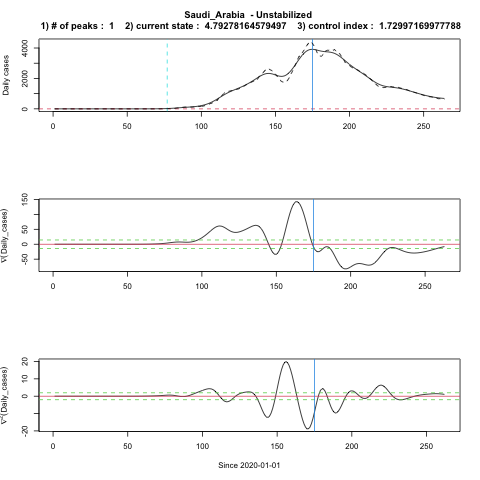 Saudi_Arabia - Unstabilized
1) # of peaks : 1 2) current state : 4.79278164579497 3) control index : 1.72997169977788
Daily cases
0 2000 4000
0 50 100 150 200 250
∇(Daily_cases)
-50 0 50 150
0 50 100 150 200 250
∇²(Daily_cases)
-20 0 10 20
0 50 100 150 200 250
Since 2020-01-01